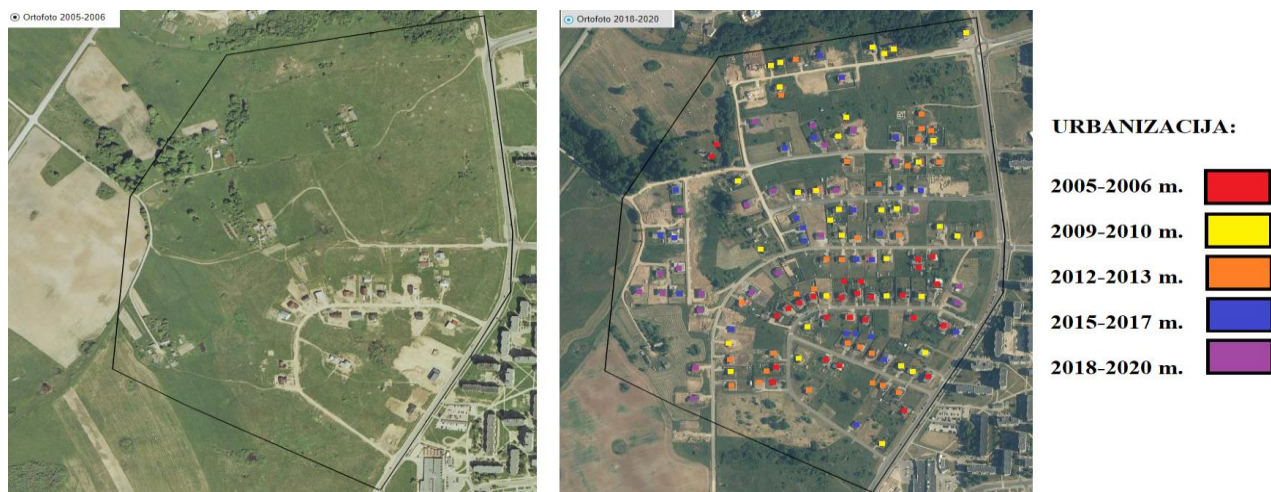 Ortofoto 2005-2006
Ortofoto 2018-2020
URBANIZACIJA:
2005-2006 m.
2009-2010 m.
2012-2013 m.
2015-2017 m.
2018-2020 m.